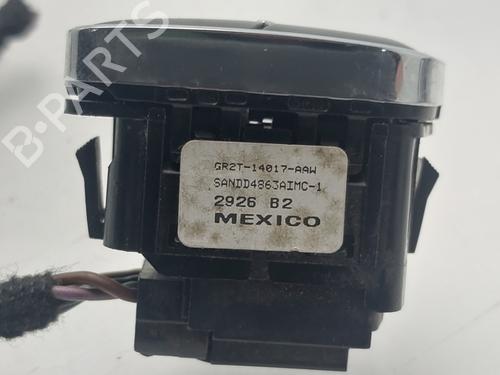 B-PARTS
GR2T-14017-AAW
SANDD4863AIMC-1
2926 B2
MEXICO